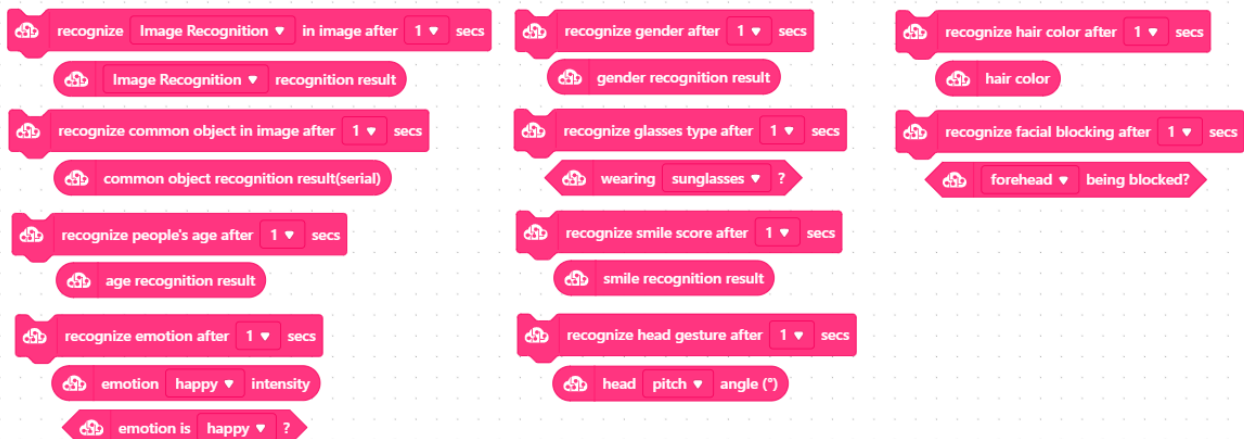 recognize Image Recognition ▼ in image after 1 ▼ secs
Image Recognition ▼ recognition result
recognize common object in image after 1 ▼ secs
common object recognition result(serial)
recognize people's age after 1 ▼ secs
age recognition result
recognize emotion after 1 ▼ secs
emotion happy ▼ intensity
emotion is happy ▼ ?
recognize gender after 1 ▼ secs
gender recognition result
recognize glasses type after 1 ▼ secs
wearing sunglasses ▼ ?
recognize smile score after 1 ▼ secs
smile recognition result
recognize head gesture after 1 ▼ secs
head pitch ▼ angle (°)
recognize hair color after 1 ▼ secs
hair color
recognize facial blocking after 1 ▼ secs
forehead ▼ being blocked?